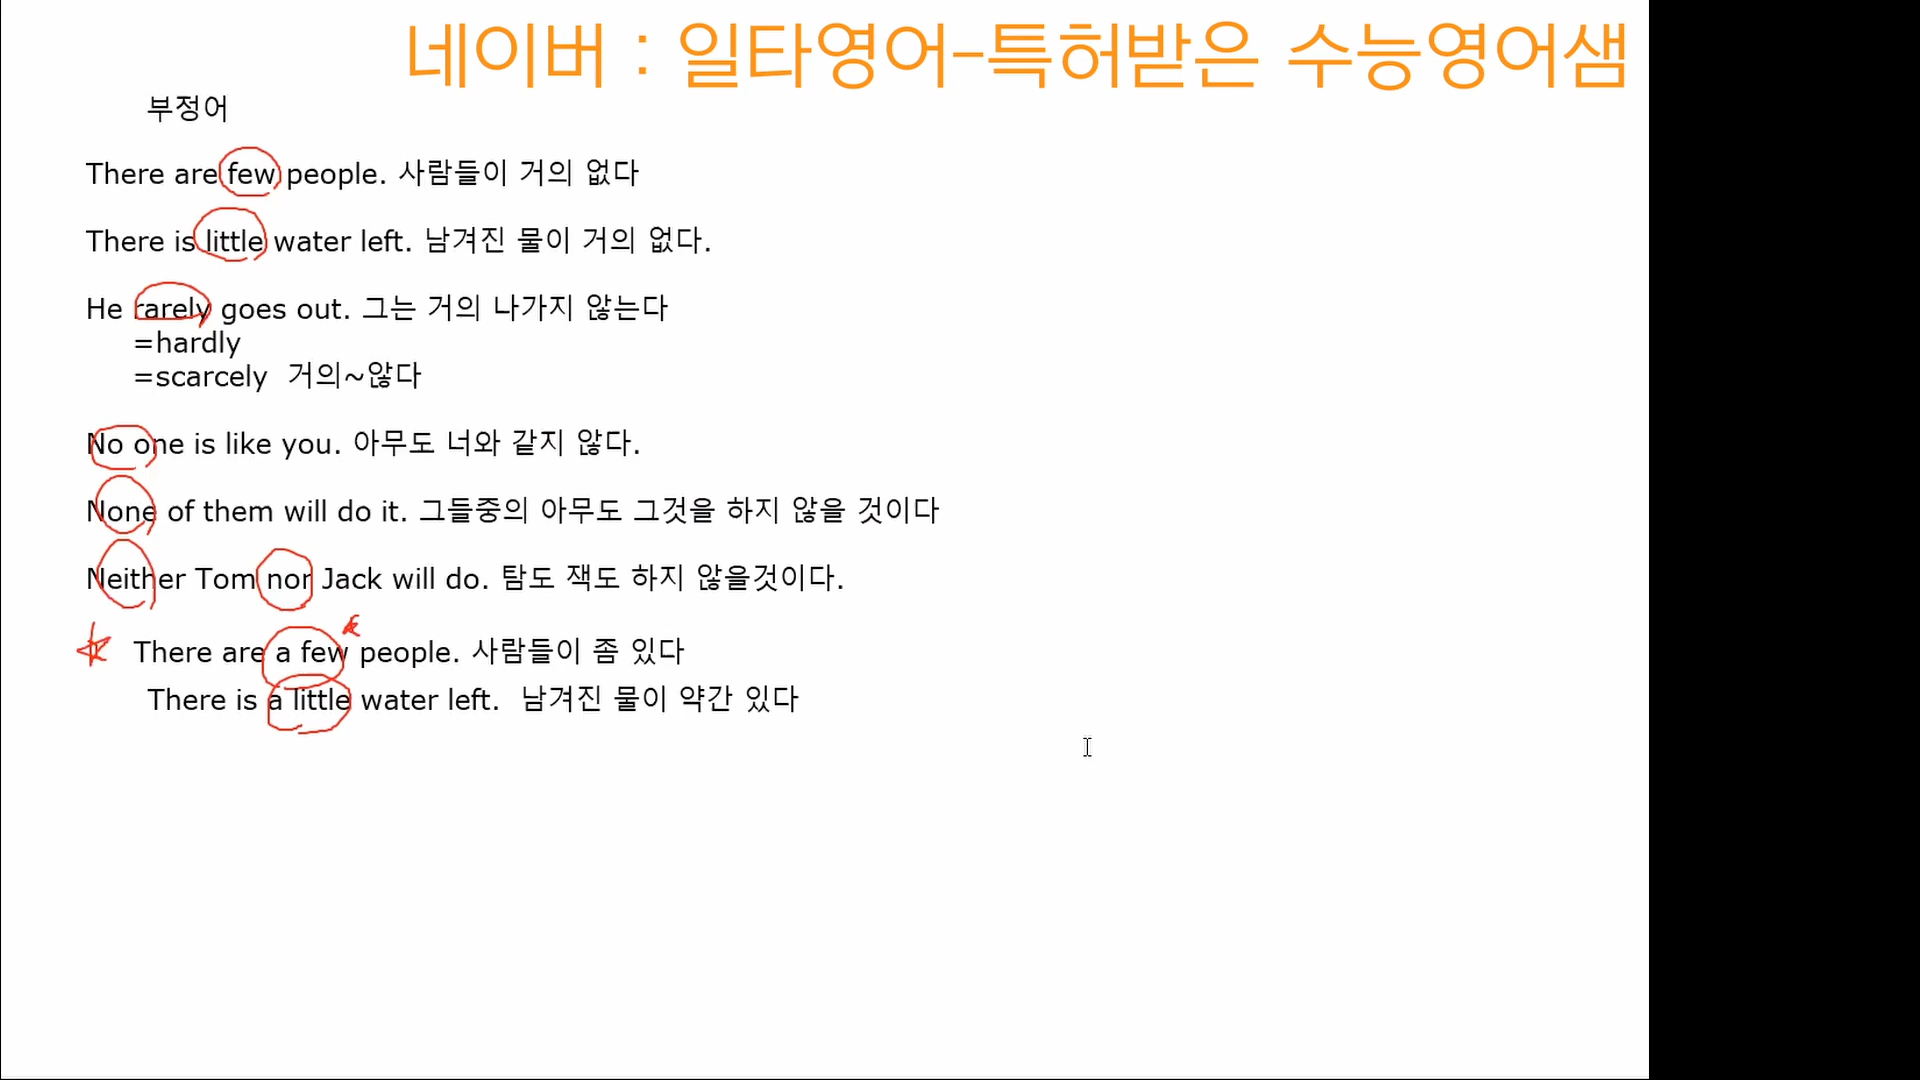 네이버 : 일타영어-특허받은 수능영어샘
부정어
There are few people. 사람들이 거의 없다
There is little water left. 남겨진 물이 거의 없다.
He rarely goes out. 그는 거의 나가지 않는다
=hardly
=scarcely 거의~않다
No one is like you. 아무도 너와 같지 않다.
None of them will do it. 그들중의 아무도 그것을 하지 않을 것이다
Neither Tom nor Jack will do. 탐도 잭도 하지 않을것이다.
There are a few people. 사람들이 좀 있다
There is a little water left. 남겨진 물이 약간 있다